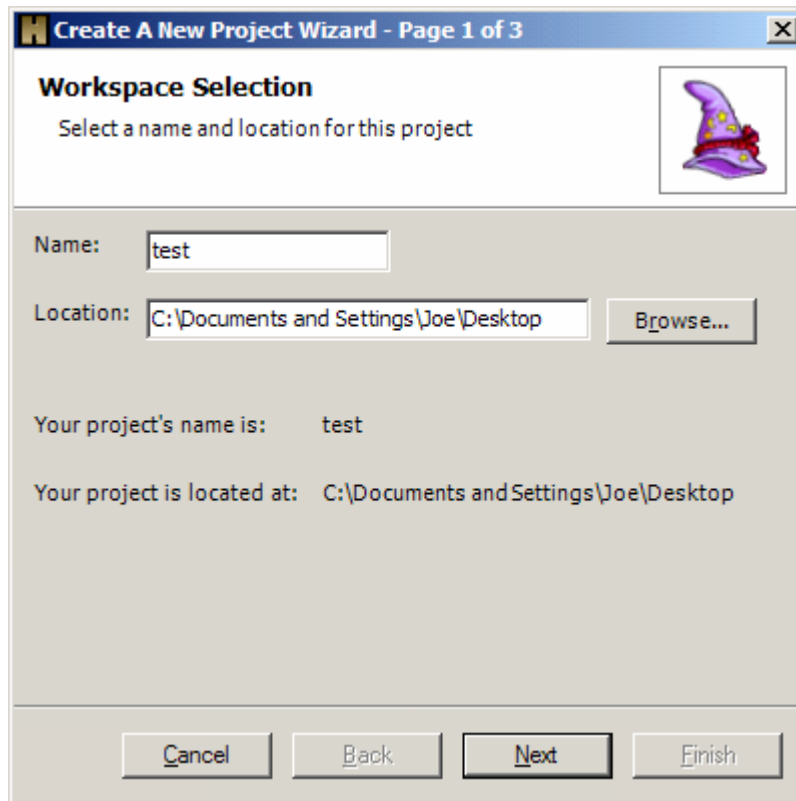 Create A New Project Wizard - Page 1 of 3
Workspace Selection
Select a name and location for this project
Name: test
Location: C:\Documents and Settings\Joe\Desktop Browse...
Your project's name is: test
Your project is located at: C:\Documents and Settings\Joe\Desktop
Cancel Back Next Finish